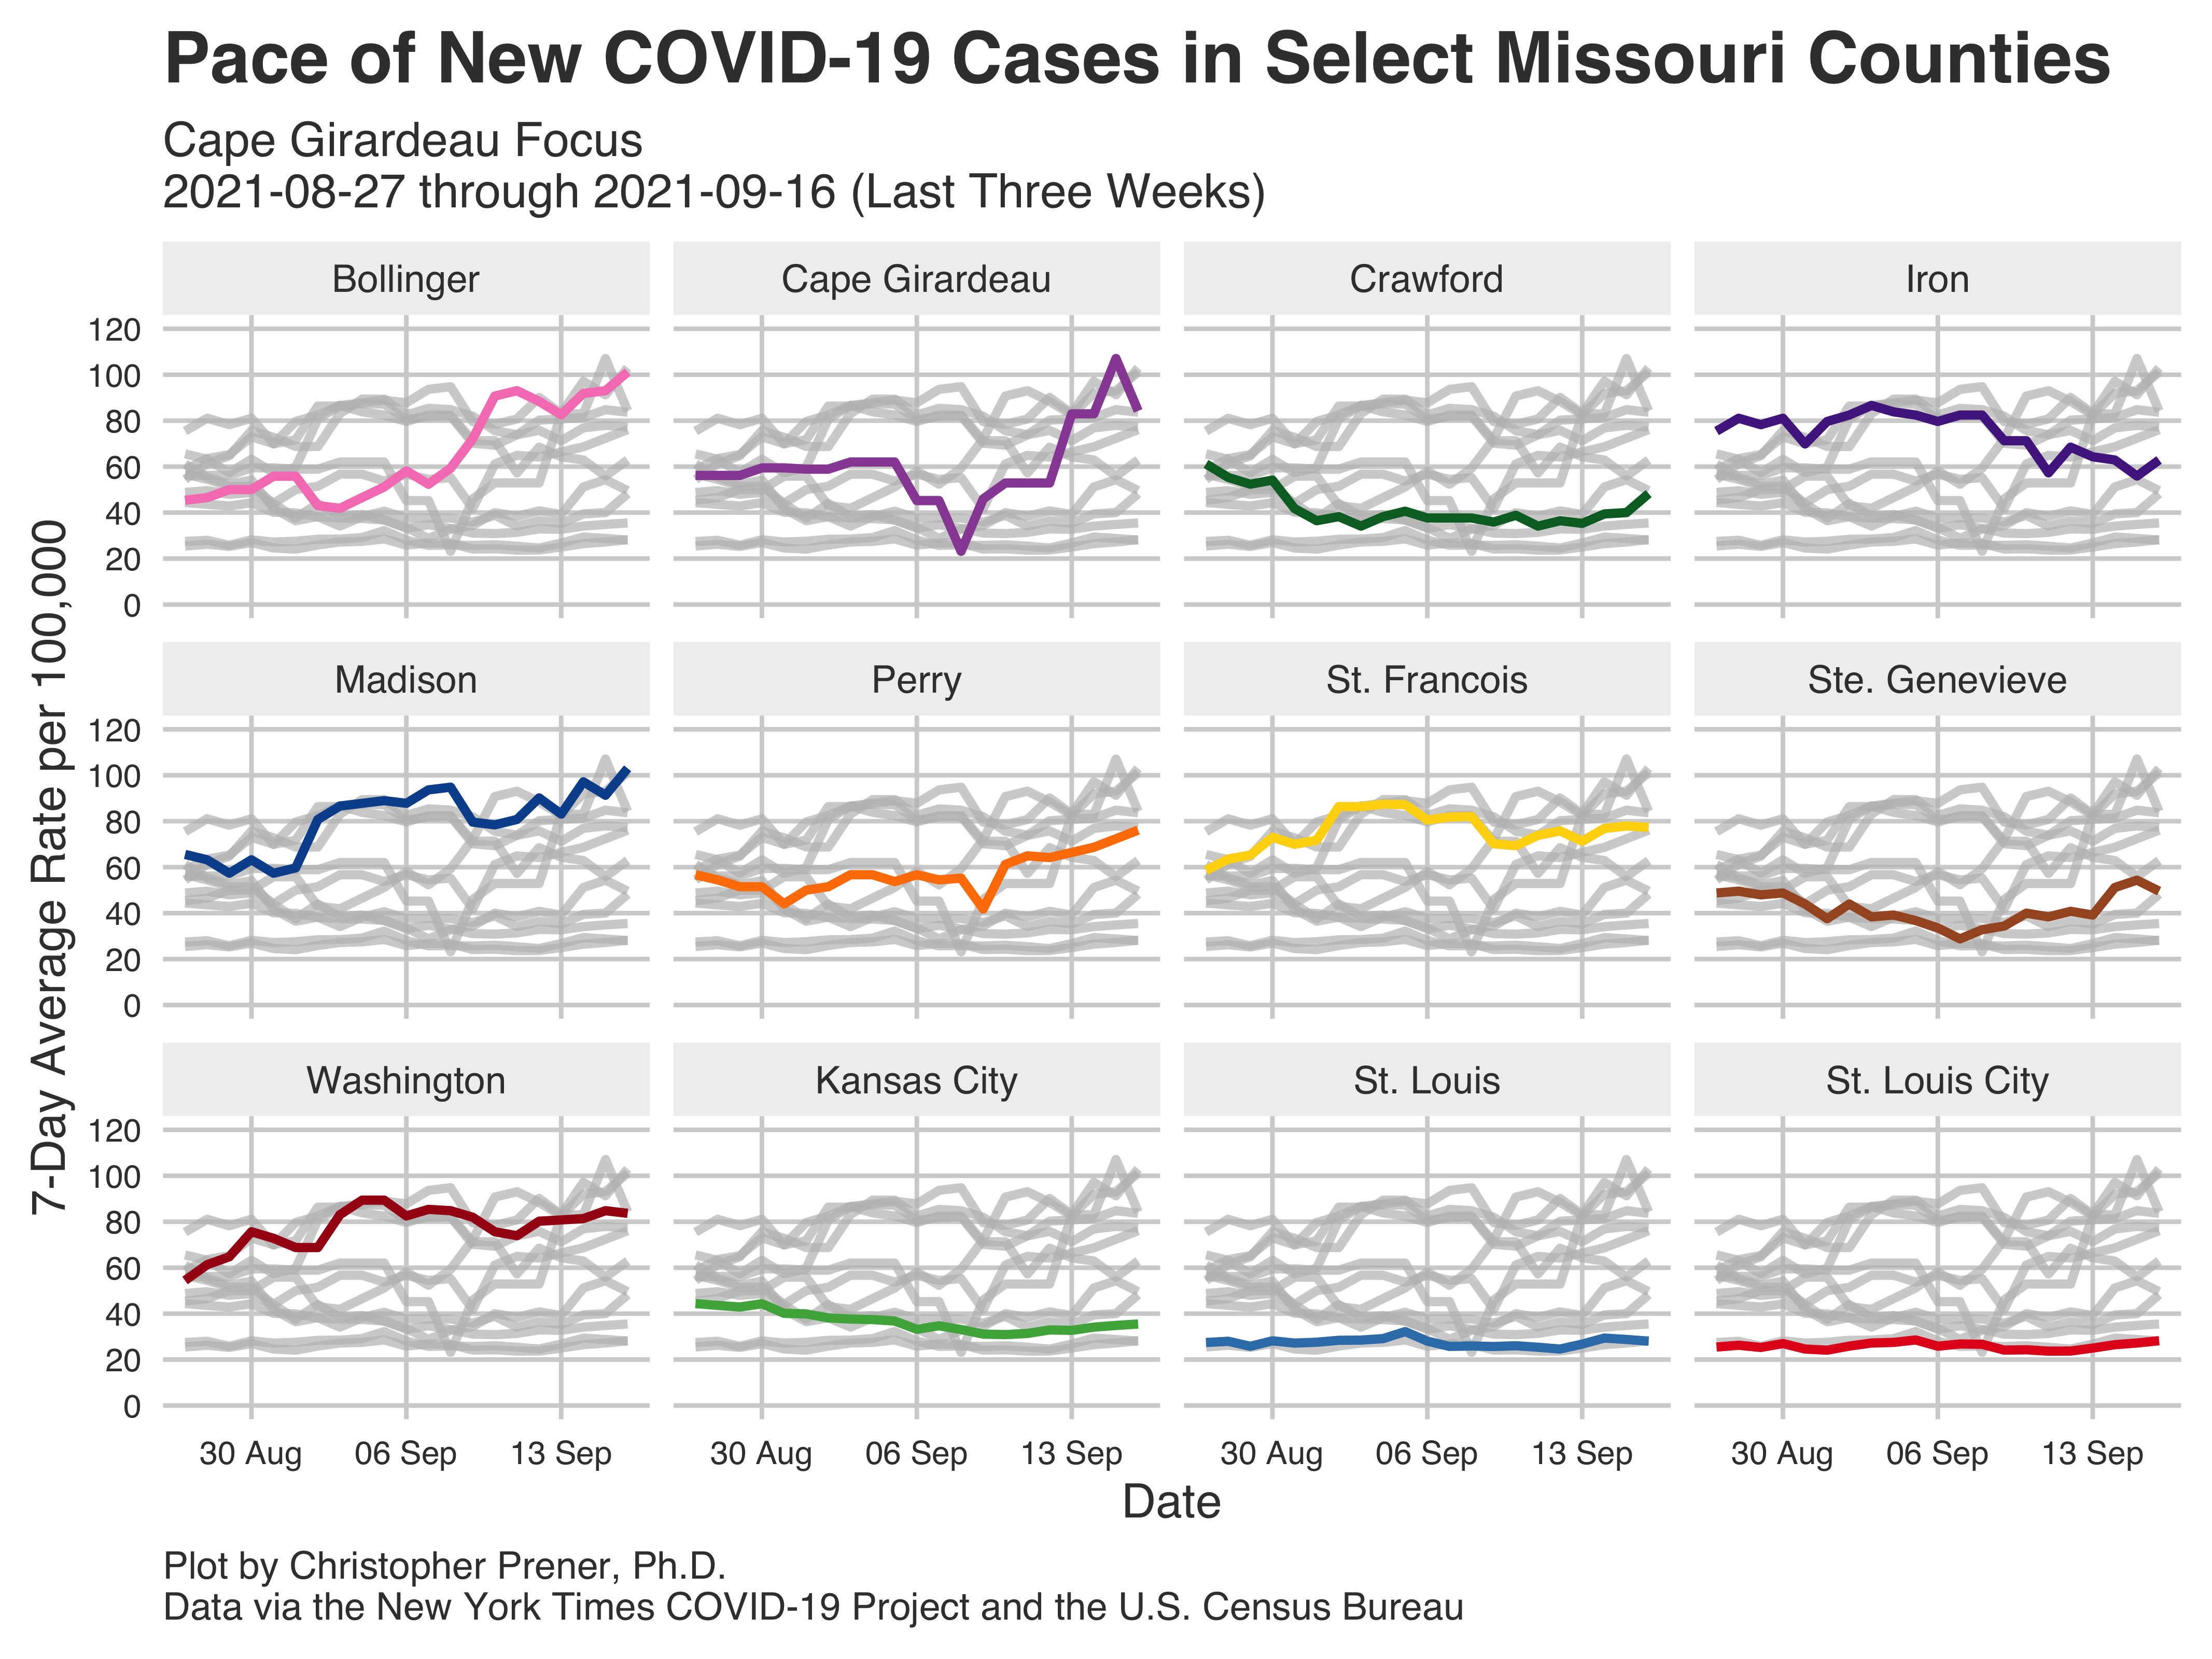 Pace of New COVID-19 Cases in Select Missouri Counties
Cape Girardeau Focus
2021-08-27 through 2021-09-16 (Last Three Weeks)
7-Day Average Rate per 100,000
Bollinger
Cape Girardeau
Crawford
Iron
120
100
80
60
40
20
0
Madison
Perry
St. Francois
Ste. Genevieve
120
100
80
60
40
20
0
Washington
Kansas City
St. Louis
St. Louis City
120
100
80
60
40
20
0
30 Aug 06 Sep 13 Sep
30 Aug 06 Sep 13 Sep
30 Aug 06 Sep 13 Sep
30 Aug 06 Sep 13 Sep
Date
Plot by Christopher Prener, Ph.D.
Data via the New York Times COVID-19 Project and the U.S. Census Bureau